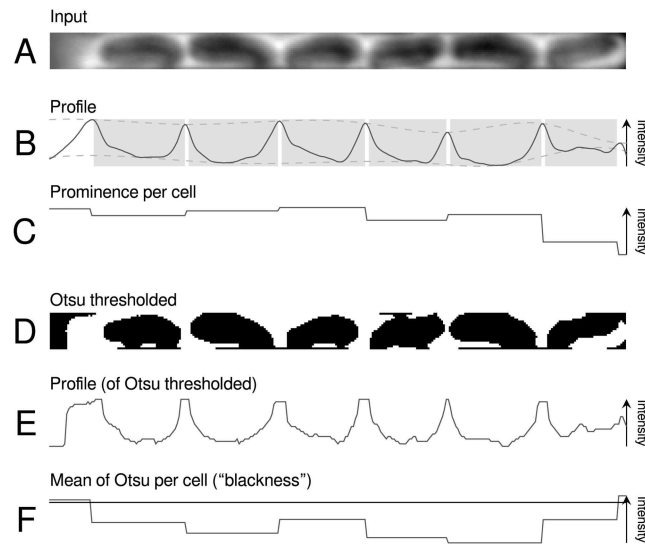 Input
A
Profile
B
Intensity
Prominence per cell
C
Intensity
Otsu thresholded
D
Profile (of Otsu thresholded)
E
Intensity
Mean of Otsu per cell (“blackness”)
F
Intensity